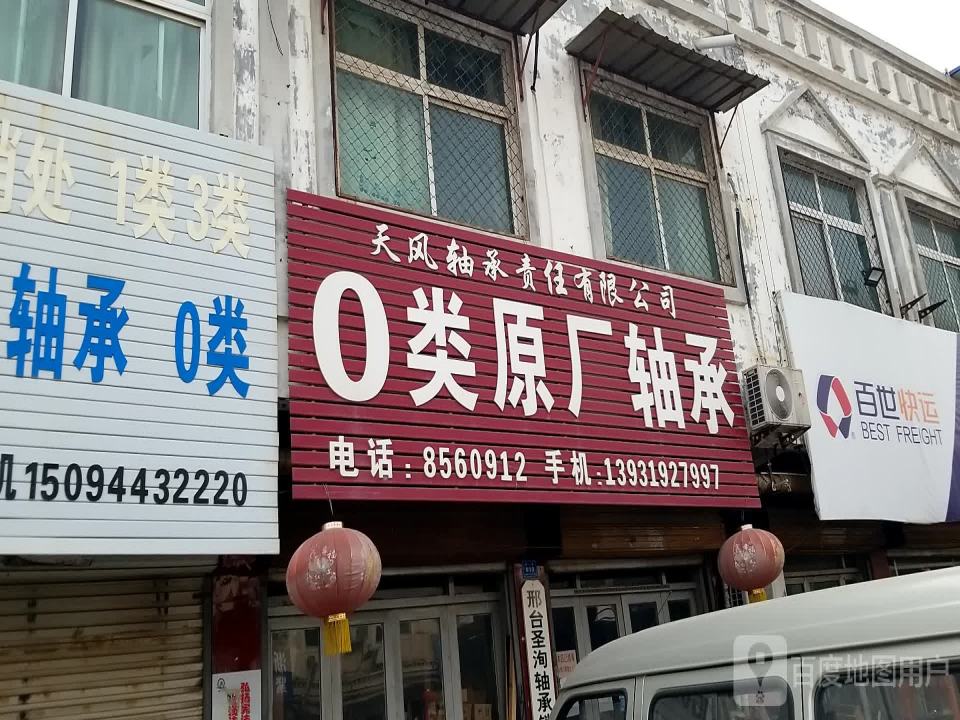 销处 1类3类
轴承 0类
机15094432220
天风轴承责任有限公司
0类原厂轴承
电话:8560912 手机:13931927997
百世快运
BEST FREIGHT
邢台圣洵轴承销
百度地图用户